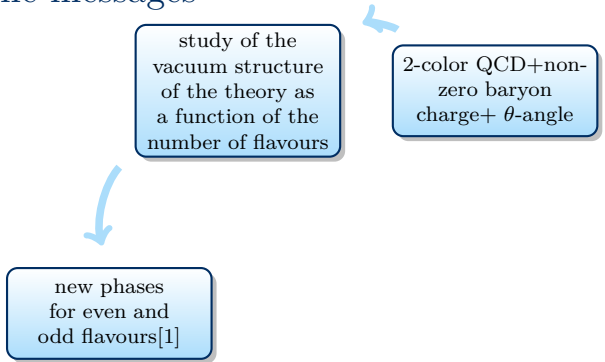 messages
study of the
vacuum structure
of the theory as
a function of the
number of flavours
2-color QCD+non-
zero baryon
charge+ θ-angle
new phases
for even and
odd flavours[1]